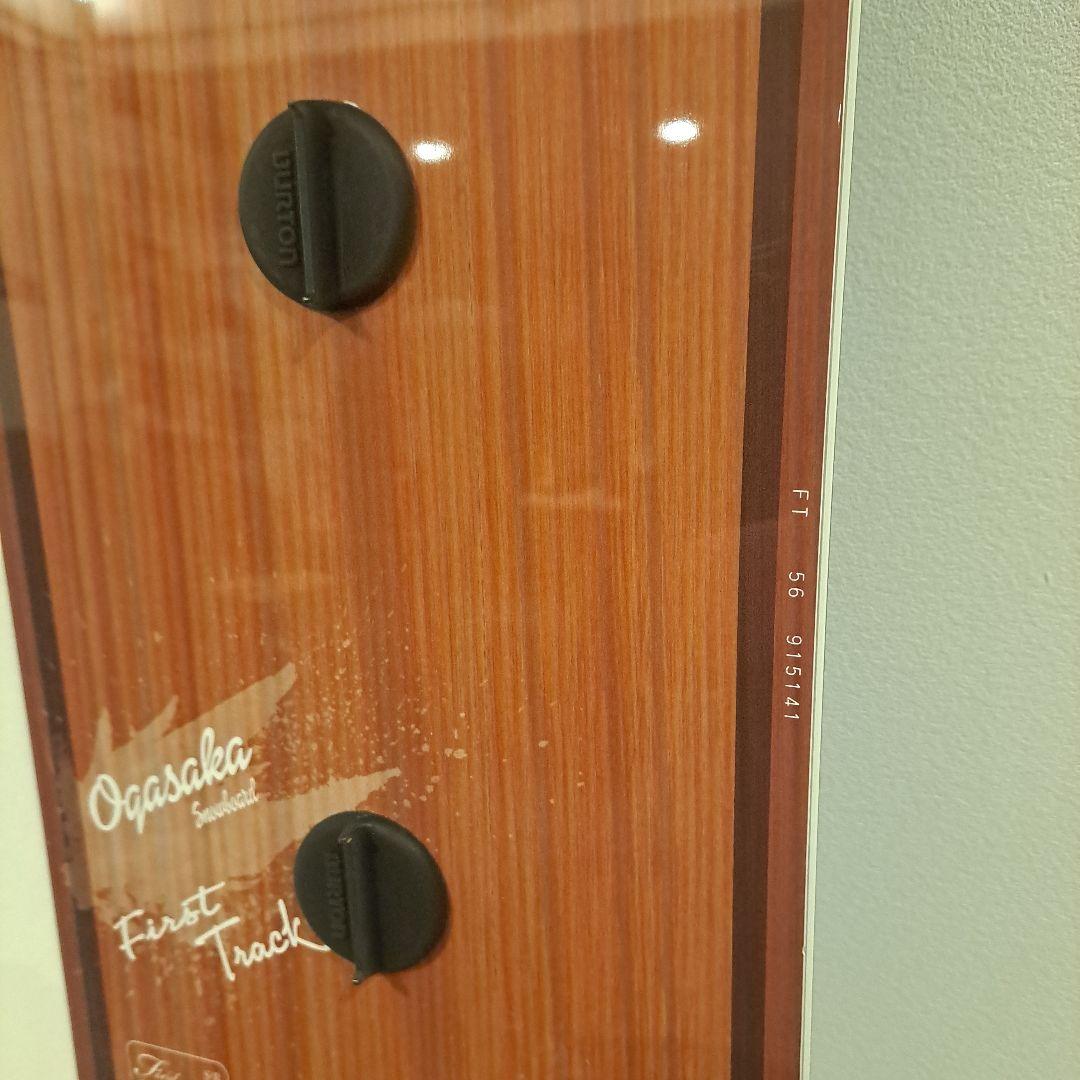 BURTON
FT 56 915141
Ogasaka
Snowboard
First
Track
BURTON